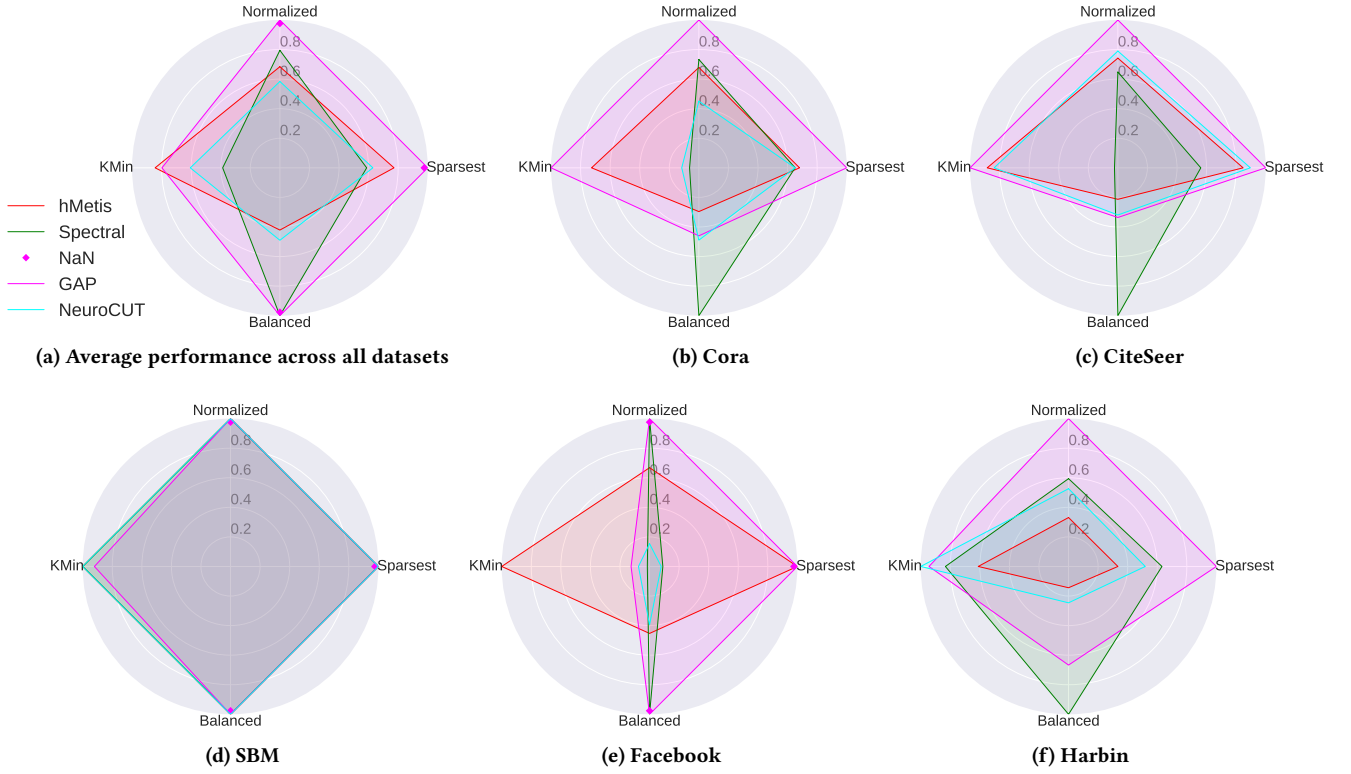 Normalized
0.8
0.6
0.4
0.2
KMin
Sparsest
Balanced
hMetis
Spectral
NaN
GAP
NeuroCUT
(a) Average performance across all datasets
Normalized
0.8
0.6
0.4
0.2
KMin
Sparsest
Balanced
(b) Cora
Normalized
0.8
0.6
0.4
0.2
KMin
Sparsest
Balanced
(c) CiteSeer
Normalized
0.8
0.6
0.4
0.2
KMin
Sparsest
Balanced
(d) SBM
Normalized
0.8
0.6
0.4
0.2
KMin
Sparsest
Balanced
(e) Facebook
Normalized
0.8
0.6
0.4
0.2
KMin
Sparsest
Balanced
(f) Harbin